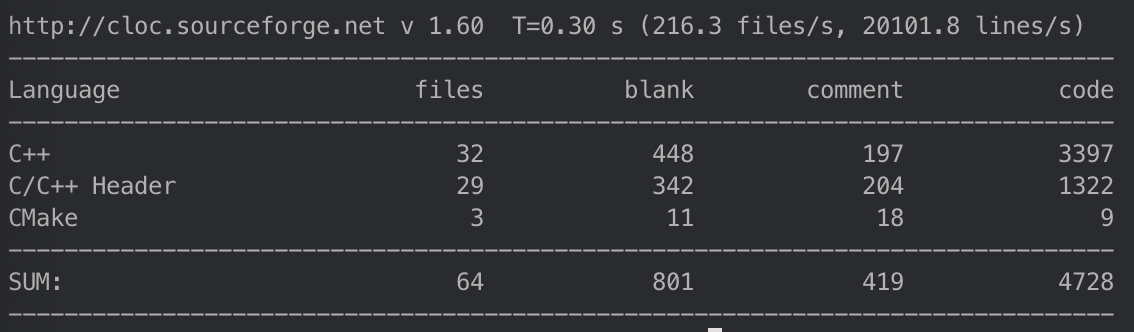 http://cloc.sourceforge.net v 1.60  T=0.30 s (216.3 files/s, 20101.8 lines/s)
-------------------------------------------------------------------------------
Language                     files          blank        comment           code
-------------------------------------------------------------------------------
C++                             32            448            197           3397
C/C++ Header                    29            342            204           1322
CMake                            3             11             18              9
-------------------------------------------------------------------------------
SUM:                            64            801            419           4728
-------------------------------------------------------------------------------